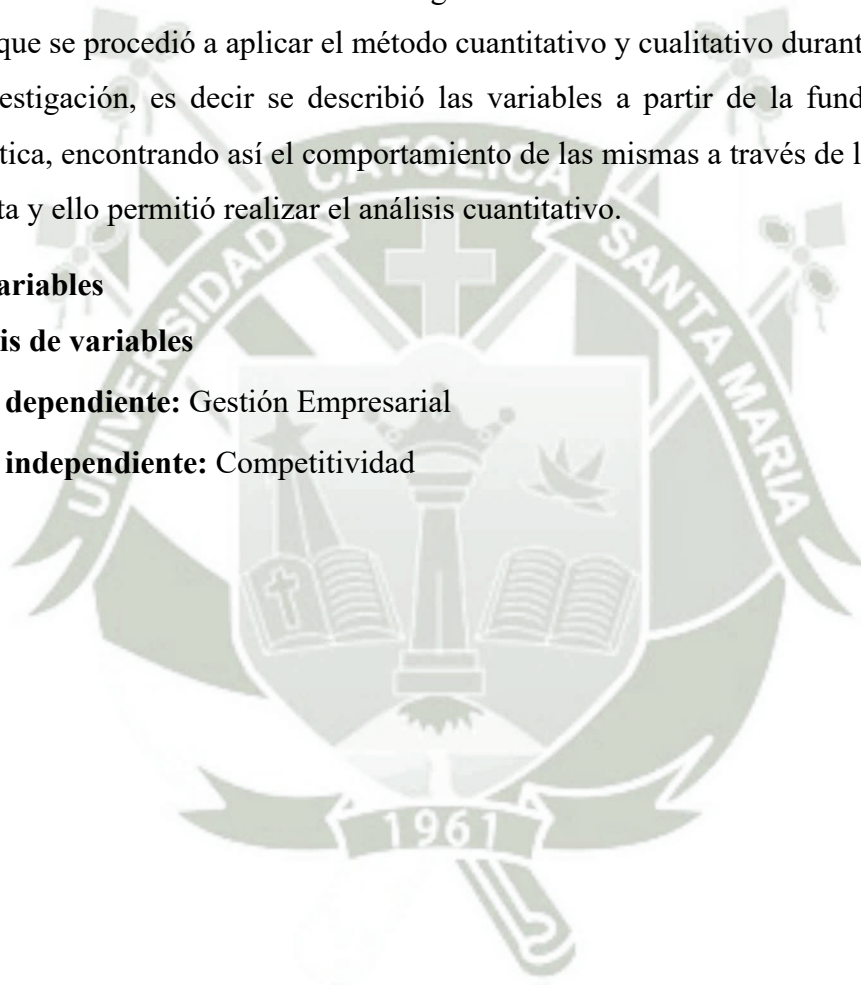 que se procedió a aplicar el método cuantitativo y cualitativo durant
estigación, es decir se describió las variables a partir de la fund
tica, encontrando así el comportamiento de las mismas a través de l
ta y ello permitió realizar el análisis cuantitativo.
ariables
is de variables
dependiente: Gestión Empresarial
independiente: Competitividad
UNIVERSIDAD CATOLICA SANTA MARIA
1961